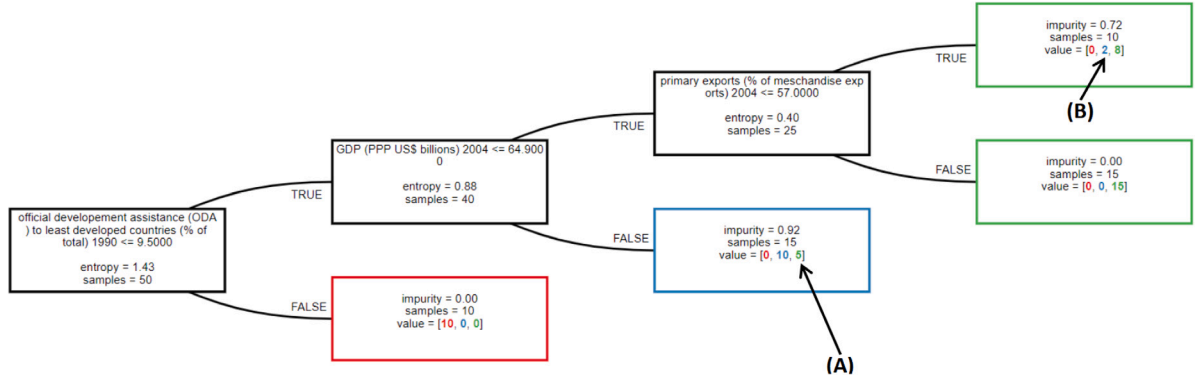 impurity = 0.72
samples = 10
value = [0, 2, 8]
TRUE
(B)
primary exports (% of meschandise exp
orts) 2004 <= 57.0000
entropy = 0.40
samples = 25
TRUE
FALSE
impurity = 0.00
samples = 15
value = [0, 0, 15]
GDP (PPP US$ billions) 2004 <= 64.900
0
entropy = 0.88
samples = 40
TRUE
FALSE
impurity = 0.92
samples = 15
value = [0, 10, 5]
(A)
official developement assistance (ODA
) to least developed countries (% of
total) 1990 <= 9.5000
entropy = 1.43
samples = 50
FALSE
impurity = 0.00
samples = 10
value = [10, 0, 0]